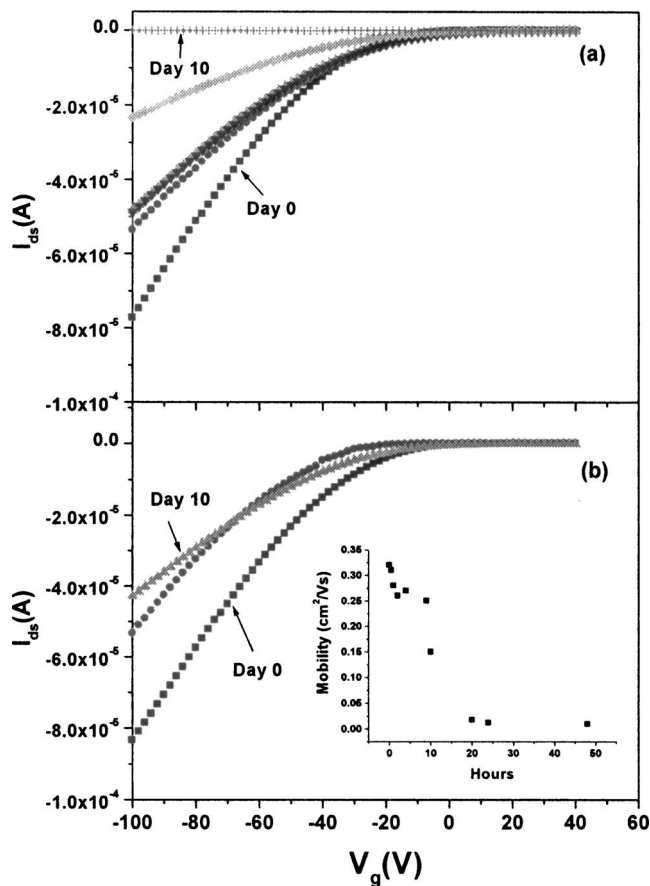 0.0
Day 10
(a)
-2.0x10⁻⁵
-4.0x10⁻⁵
Day 0
-6.0x10⁻⁵
-8.0x10⁻⁵
-1.0x10⁻⁴
I_ds(A)
0.0
(b)
Day 10
-2.0x10⁻⁵
-4.0x10⁻⁵
Day 0
-6.0x10⁻⁵
-8.0x10⁻⁵
-1.0x10⁻⁴
I_ds(A)
0.35
0.30
0.25
0.20
0.15
0.10
0.05
0.00
Mobility (cm²/Vs)
0 10 20 30 40 50
Hours
-100 -80 -60 -40 -20 0 20 40 60
V_g(V)